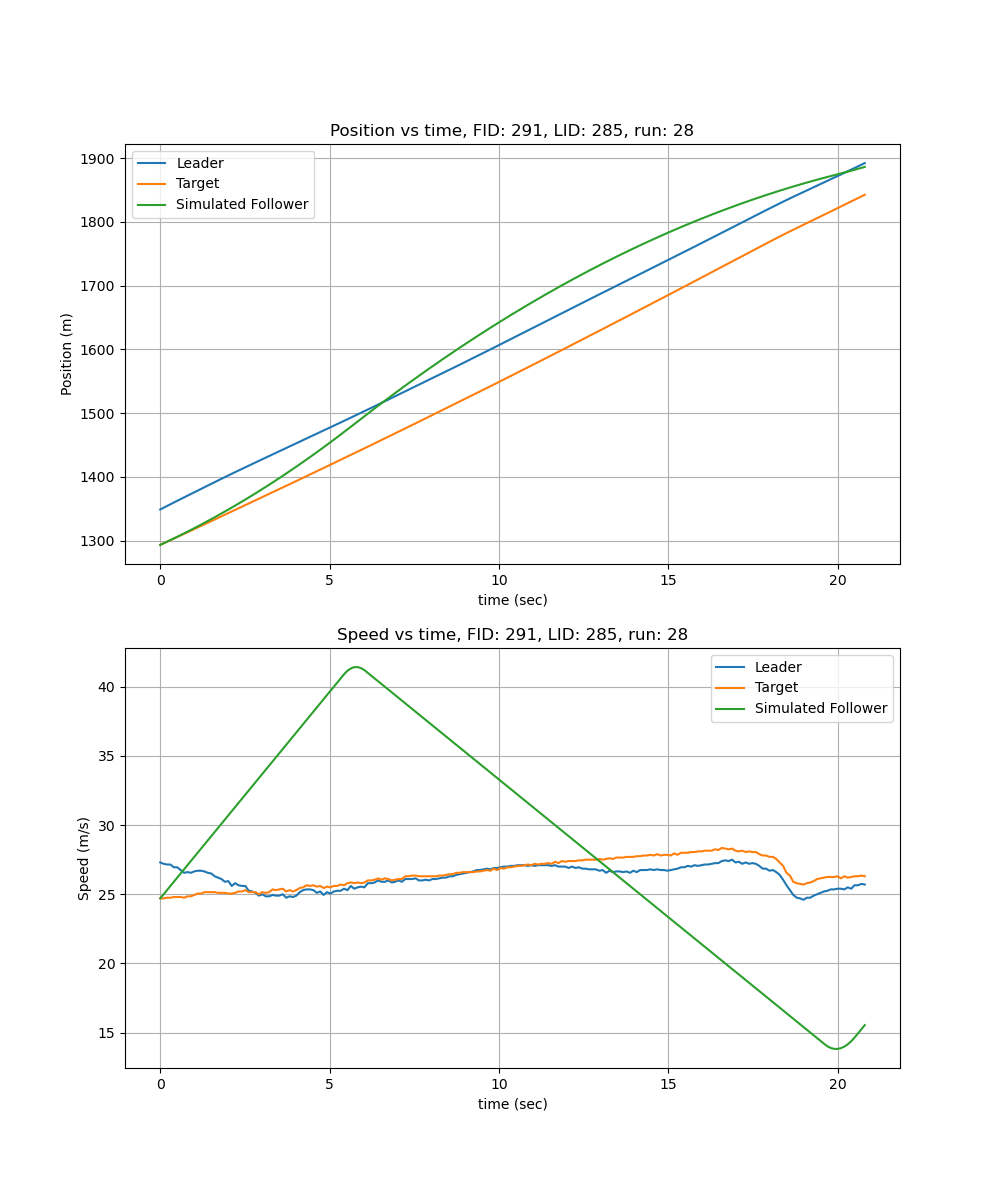 Position vs time, FID: 291, LID: 285, run: 28
Leader
Target
Simulated Follower
Position (m)
1900
1800
1700
1600
1500
1400
1300
0 5 10 15 20
time (sec)
Speed vs time, FID: 291, LID: 285, run: 28
Leader
Target
Simulated Follower
Speed (m/s)
40
35
30
25
20
15
0 5 10 15 20
time (sec)